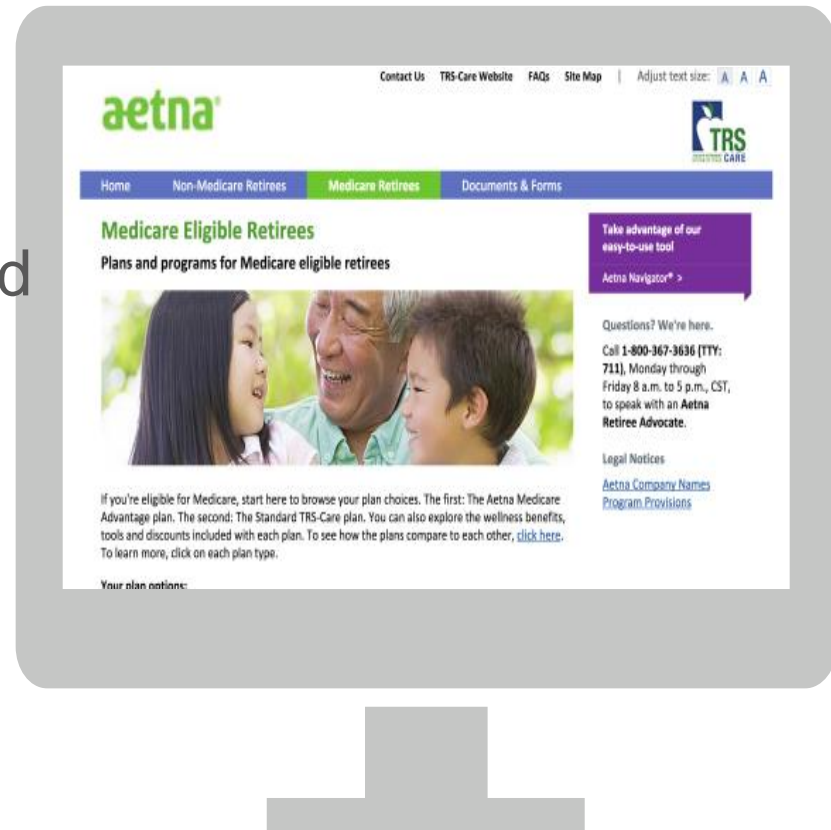 Contact Us TRS-Care Website FAQs Site Map | Adjust text size: A A A
aetna®
TRS
CARE
Home Non-Medicare Retirees Medicare Retirees Documents & Forms
Medicare Eligible Retirees
Plans and programs for Medicare eligible retirees
d
Take advantage of our
easy-to-use tool
Aetna Navigator® >
Questions? We're here.
Call 1-800-367-3636 (TTY:
711), Monday through
Friday 8 a.m. to 5 p.m., CST,
to speak with an Aetna
Retiree Advocate.
Legal Notices
Aetna Company Names
Program Provisions
If you're eligible for Medicare, start here to browse your plan choices. The first: The Aetna Medicare
Advantage plan. The second: The Standard TRS-Care plan. You can also explore the wellness benefits,
tools and discounts included with each plan. To see how the plans compare to each other, click here.
To learn more, click on each plan type.
Your plan options: